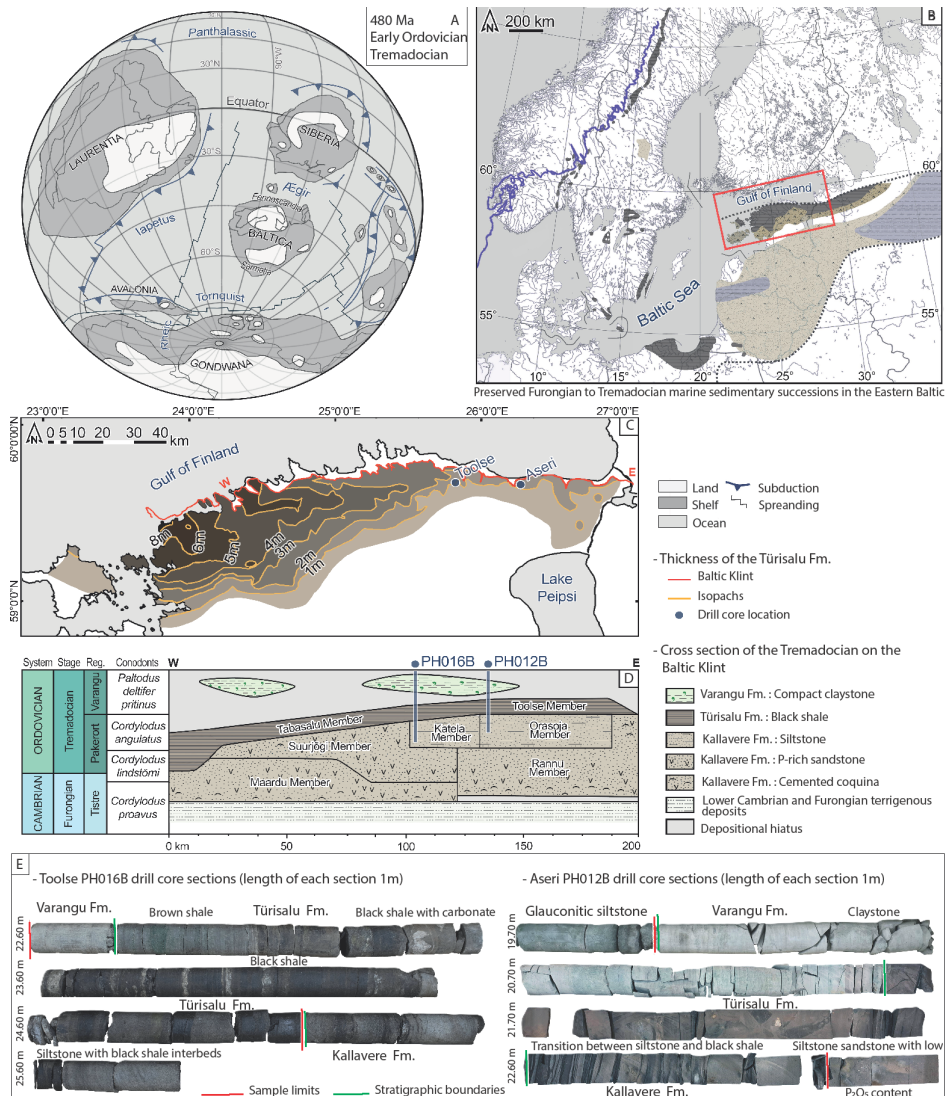 480 Ma A
Early Ordovician
Tremadocian
Panthalassic
30°N
Equator
LAURENTIA
SIBERIA
30°S
Ægir
Fennoscandia
Iapetus
BALTICA
Sarmatia
60°S
AVALONIA
Tornquist
Rheic
GONDWANA
B
N
200 km
60°
60°
Gulf of Finland
Baltic Sea
55°
55°
10° 15° 20° 25° 30° 35°
Preserved Furongian to Tremadocian marine sedimentary successions in the Eastern Baltic
23°00'0"E 24°00'0"E 25°00'0"E 26°00'0"E 27°00'0"E
60°0'0"N
59°0'0"N
N
0 5 10 20 30 40
km
C
Gulf of Finland
W
Toolse
Aseri
E
8m
6m
5m
4m
3m
2m
1m
Lake
Peipsi
Land
Shelf
Ocean
Subduction
Spreanding
- Thickness of the Türisalu Fm.
Baltic Klint
Isopachs
Drill core location
- Cross section of the Tremadocian on the
Baltic Klint
Varangu Fm. : Compact claystone
Türisalu Fm. : Black shale
Kallavere Fm. : Siltstone
Kallavere Fm. : P-rich sandstone
Kallavere Fm. : Cemented coquina
Lower Cambrian and Furongian terrigenous
deposits
Depositional hiatus
System Stage Reg. Conodonts W PH016B PH012B E
D
ORDOVICIAN
CAMBRIAN
Tremadocian
Furongian
Varangu
Pakerort
Tistre
Paltodus
deltifer
pritinus
Cordylodus
angulatus
Cordylodus
lindstömi
Cordylodus
proavus
Toolse Member
Tabasalu Member
Katela
Member
Orasoja
Member
Suurjõgi Member
Rannu
Member
Maardu Member
0 km 50 100 150 200
E
- Toolse PH016B drill core sections (length of each section 1m)
Varangu Fm.
Brown shale
Türisalu Fm.
Black shale with carbonate
22.60 m
Black shale
23.60 m
Türisalu Fm.
24.60 m
Kallavere Fm.
Siltstone with black shale interbeds
25.60 m
- Aseri PH012B drill core sections (length of each section 1m)
Glauconitic siltstone
Varangu Fm.
Claystone
19.70 m
20.70 m
Türisalu Fm.
21.70 m
Transition between siltstone and black shale
Siltstone sandstone with low
22.60 m
Kallavere Fm.
P₂O₅ content
Sample limits
Stratigraphic boundaries